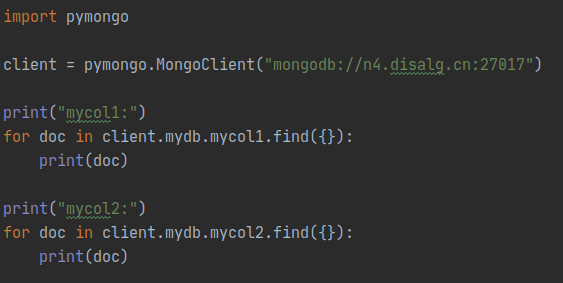 import pymongo
client = pymongo.MongoClient("mongodb://n4.disalg.cn:27017")
print("mycol1:")
for doc in client.mydb.mycol1.find({}):
    print(doc)
print("mycol2:")
for doc in client.mydb.mycol2.find({}):
    print(doc)